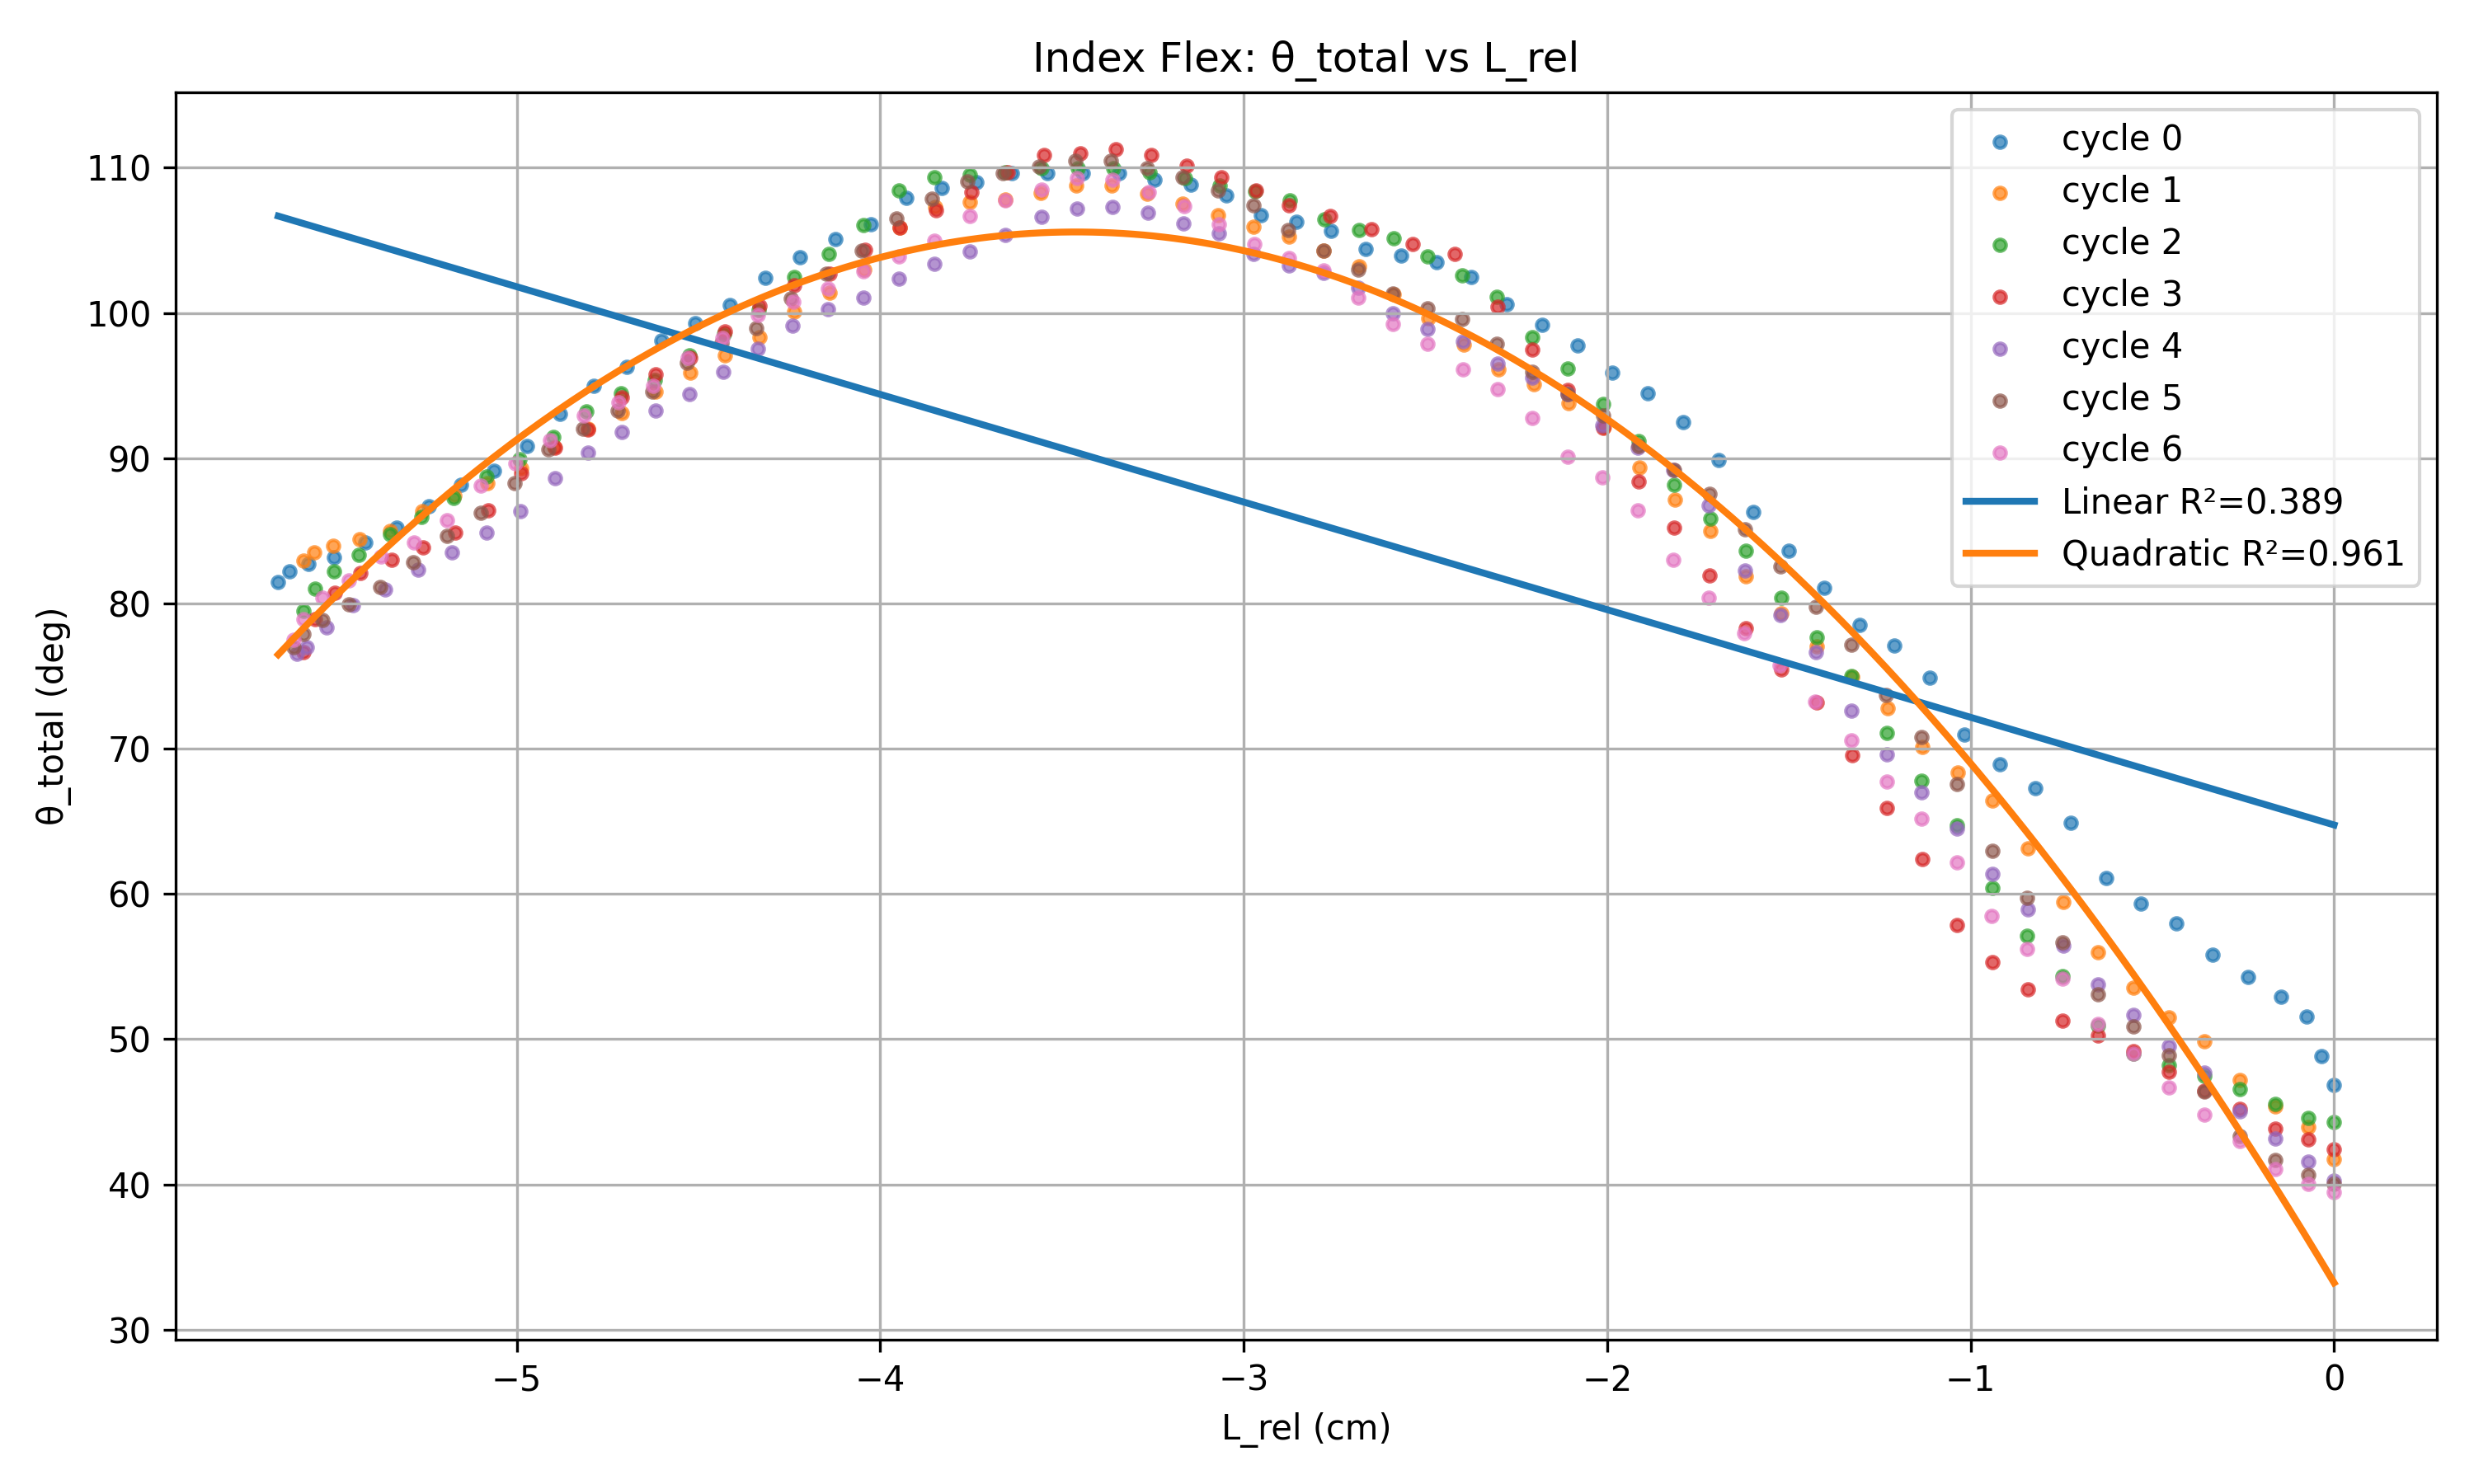 Index Flex: θ_total vs L_rel
θ_total (deg)
110
100
90
80
70
60
50
40
30
−5
−4
−3
−2
−1
0
L_rel (cm)
cycle 0
cycle 1
cycle 2
cycle 3
cycle 4
cycle 5
cycle 6
Linear R²=0.389
Quadratic R²=0.961